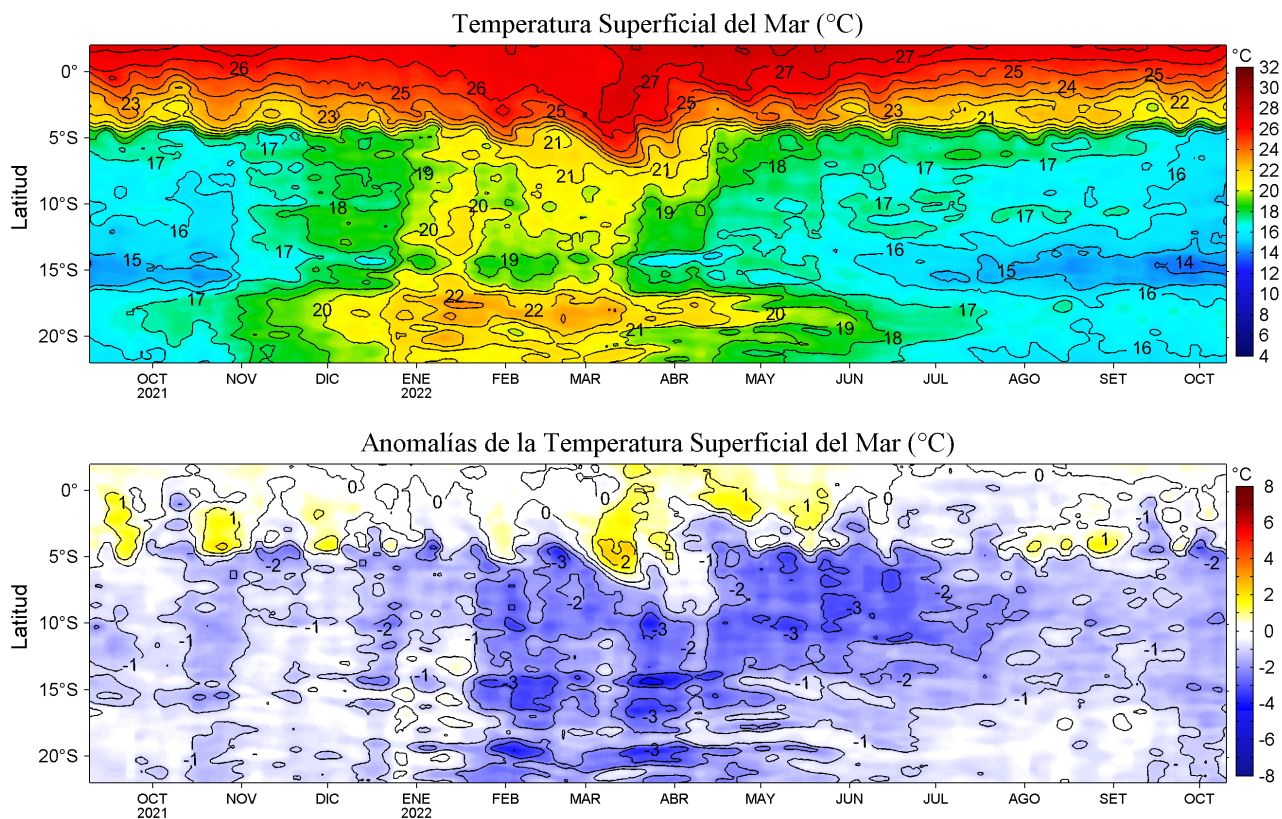 Temperatura Superficial del Mar (°C)
°C
32
30
28
26
24
22
20
18
16
14
12
10
8
6
4
Latitud
0°
5°S
10°S
15°S
20°S
26 25 26 25 27 27 27 25 24 25
23 23 25 23 21 22
17 17 21 21 21 18 17 17
19 16
18 20 19 17 17
16 20 17 16
15 19 15 14
17 20 22 22 21 20 19 18 17 16
16
OCT NOV DIC ENE FEB MAR ABR MAY JUN JUL AGO SET OCT
2021 2022
Anomalías de la Temperatura Superficial del Mar (°C)
°C
8
6
4
2
0
-2
-4
-6
-8
Latitud
0°
5°S
10°S
15°S
20°S
0 0 0 0 0 0
1 1 1 1 1 -1
-2 -3 2 -1 -2 -2 -2
-2 -3
-1 -1 -2 -1 -3 -3 -1
-1 -1 -2 -2
-3 -1 -1
-3
-1 -3 -1
OCT NOV DIC ENE FEB MAR ABR MAY JUN JUL AGO SET OCT
2021 2022